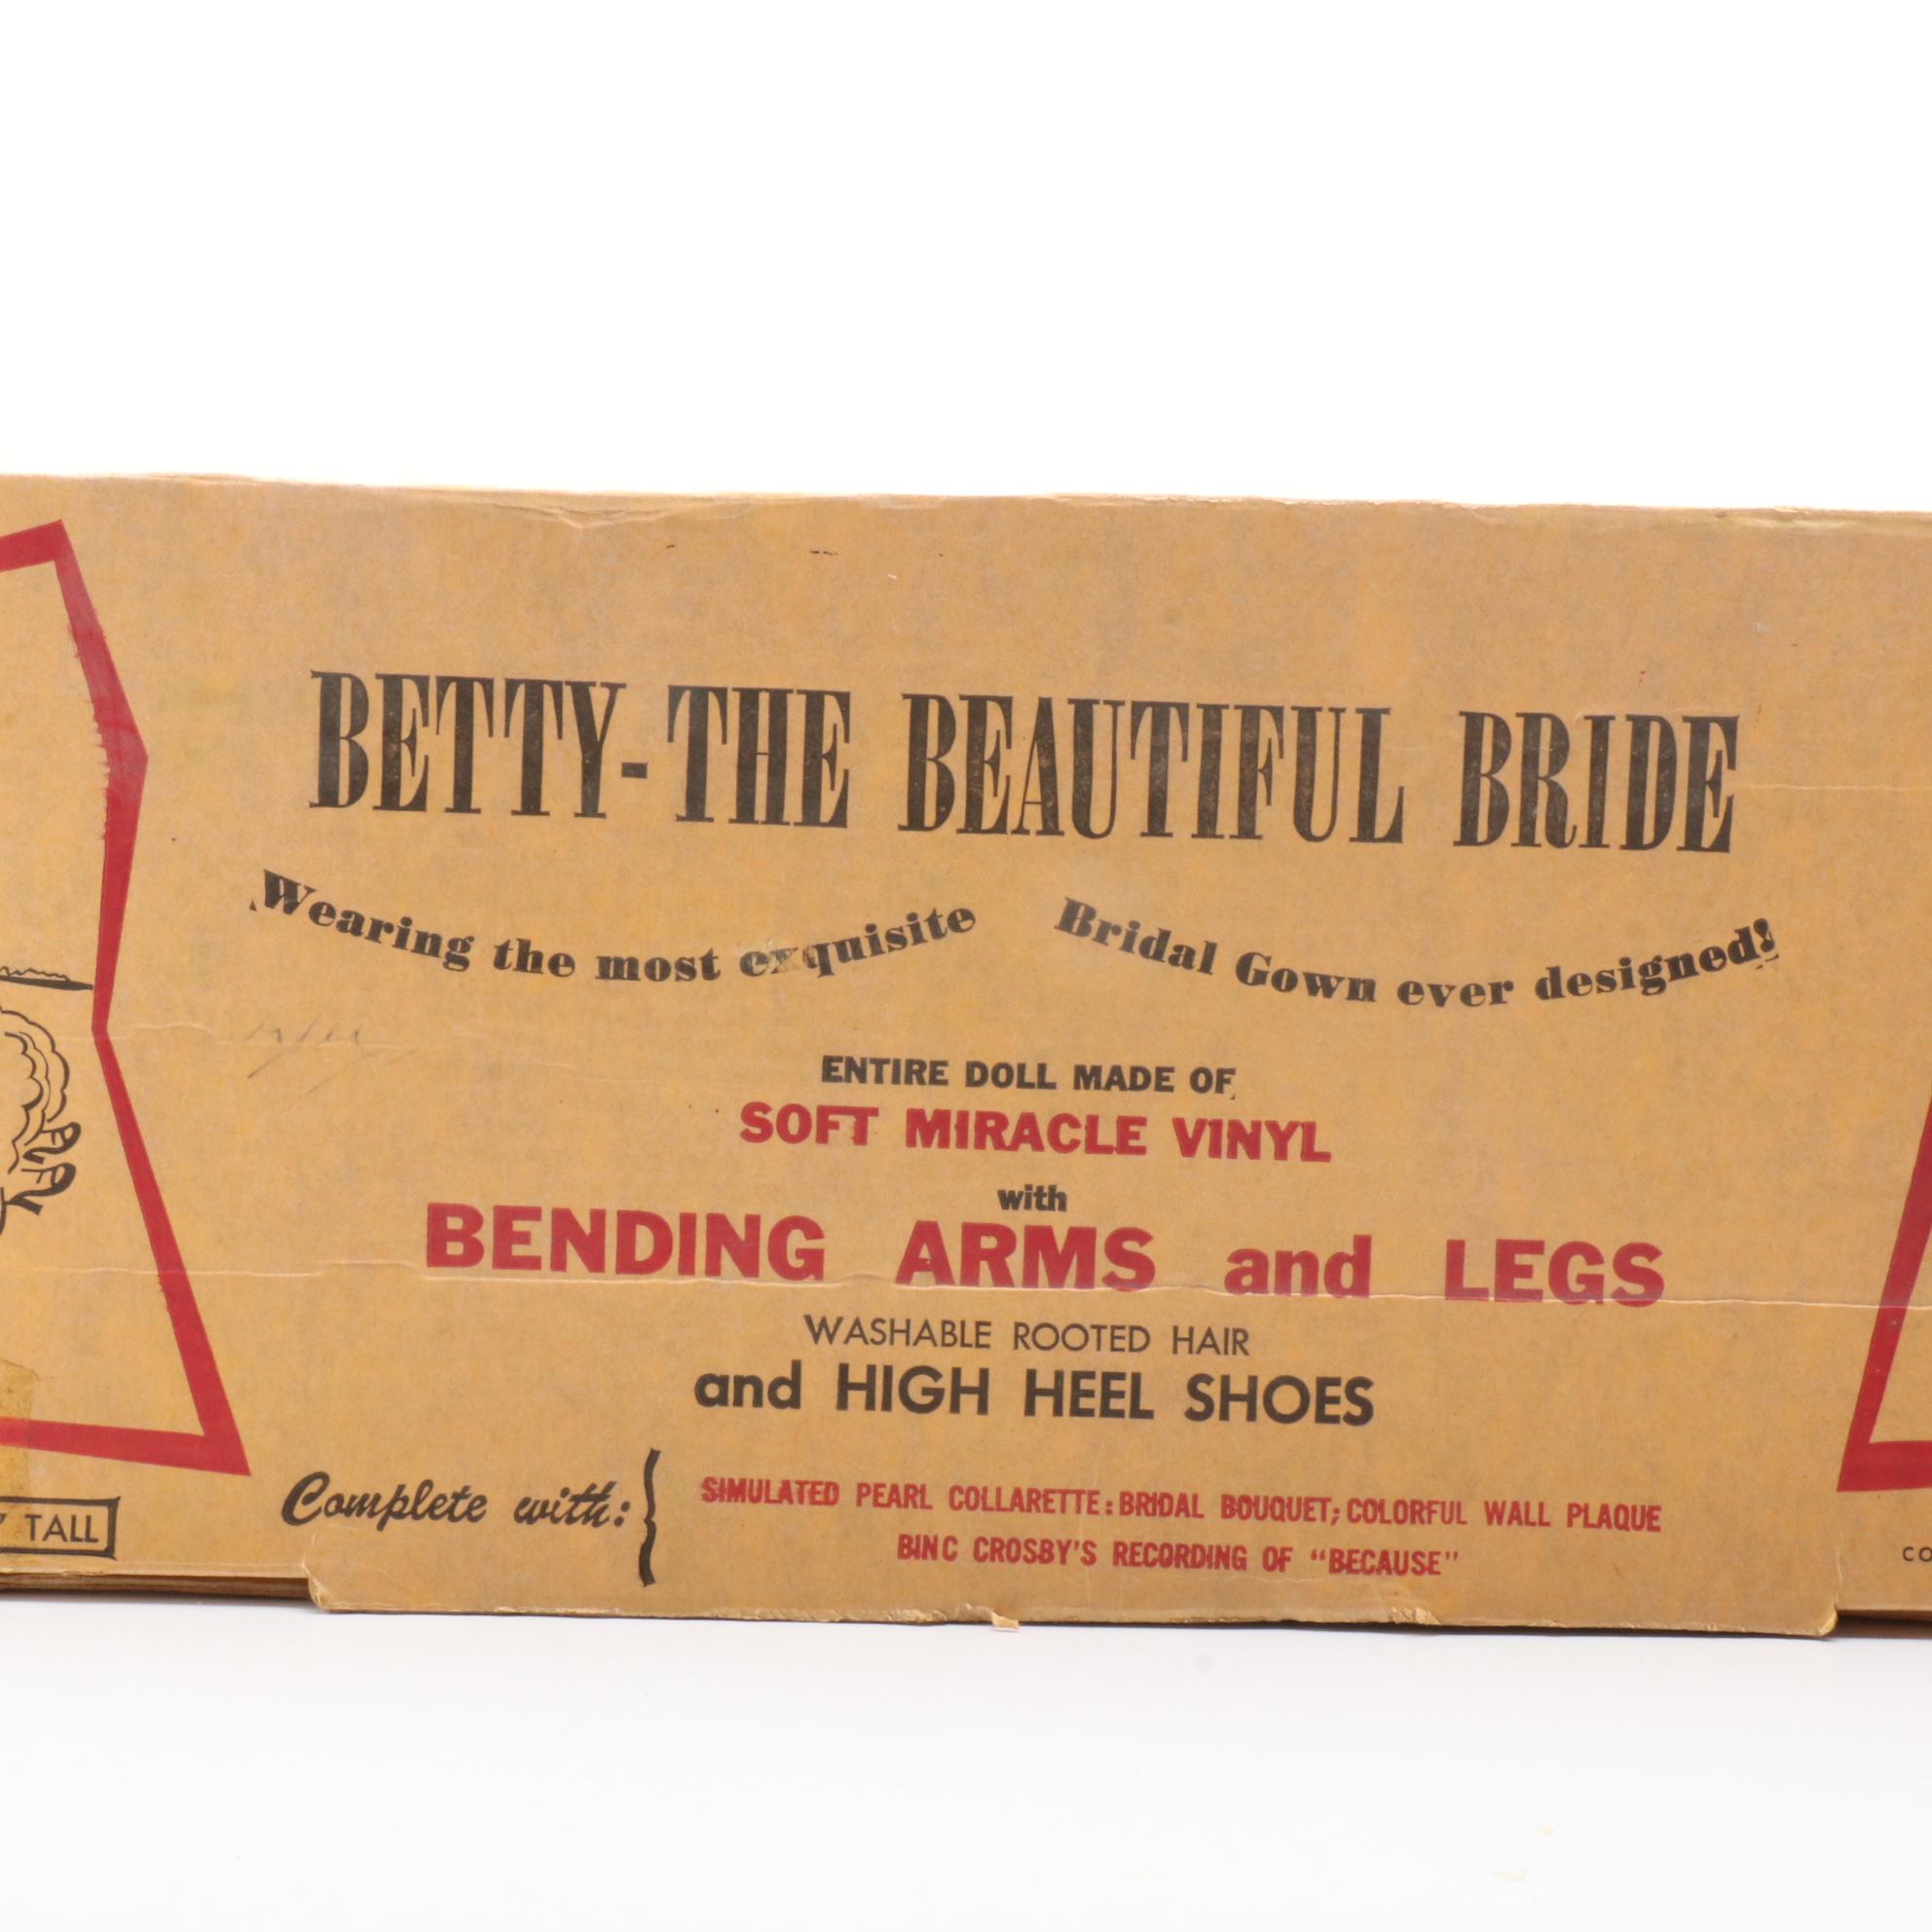 BETTY-THE BEAUTIFUL BRIDE
Wearing the most exquisite Bridal Gown ever designed!
ENTIRE DOLL MADE OF
SOFT MIRACLE VINYL
with
BENDING ARMS and LEGS
WASHABLE ROOTED HAIR
and HIGH HEEL SHOES
Complete with: { SIMULATED PEARL COLLARETTE: BRIDAL BOUQUET; COLORFUL WALL PLAQUE
BINC CROSBY'S RECORDING OF "BECAUSE"
TALL
CO